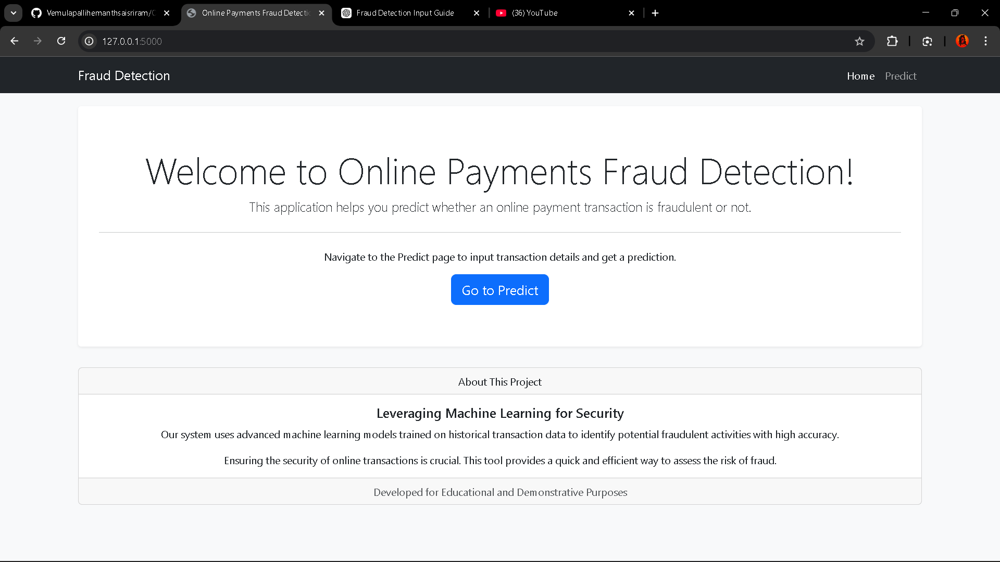 Vemulapallihemanthsaisriram/
Online Payments Fraud Detectic
Fraud Detection Input Guide
(36) YouTube
127.0.0.1:5000
Fraud Detection
Home
Predict
Welcome to Online Payments Fraud Detection!
This application helps you predict whether an online payment transaction is fraudulent or not.
Navigate to the Predict page to input transaction details and get a prediction.
Go to Predict
About This Project
Leveraging Machine Learning for Security
Our system uses advanced machine learning models trained on historical transaction data to identify potential fraudulent activities with high accuracy.
Ensuring the security of online transactions is crucial. This tool provides a quick and efficient way to assess the risk of fraud.
Developed for Educational and Demonstrative Purposes